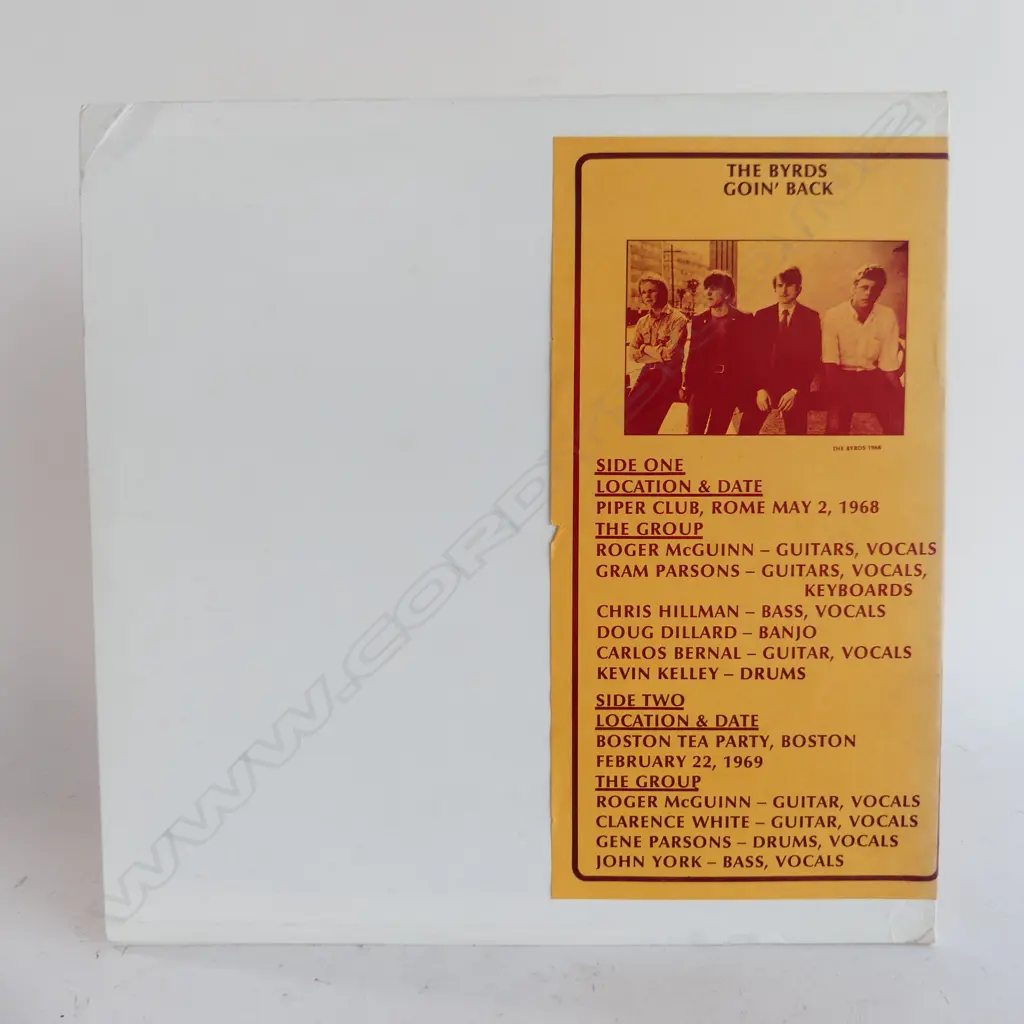 THE BYRDS
GOIN' BACK
THE BYRDS 1968
SIDE ONE
LOCATION & DATE
PIPER CLUB, ROME MAY 2, 1968
THE GROUP
ROGER McGUINN – GUITARS, VOCALS
GRAM PARSONS – GUITARS, VOCALS,
KEYBOARDS
CHRIS HILLMAN – BASS, VOCALS
DOUG DILLARD – BANJO
CARLOS BERNAL – GUITAR, VOCALS
KEVIN KELLEY – DRUMS
SIDE TWO
LOCATION & DATE
BOSTON TEA PARTY, BOSTON
FEBRUARY 22, 1969
THE GROUP
ROGER McGUINN – GUITAR, VOCALS
CLARENCE WHITE – GUITAR, VOCALS
GENE PARSONS – DRUMS, VOCALS
JOHN YORK – BASS, VOCALS